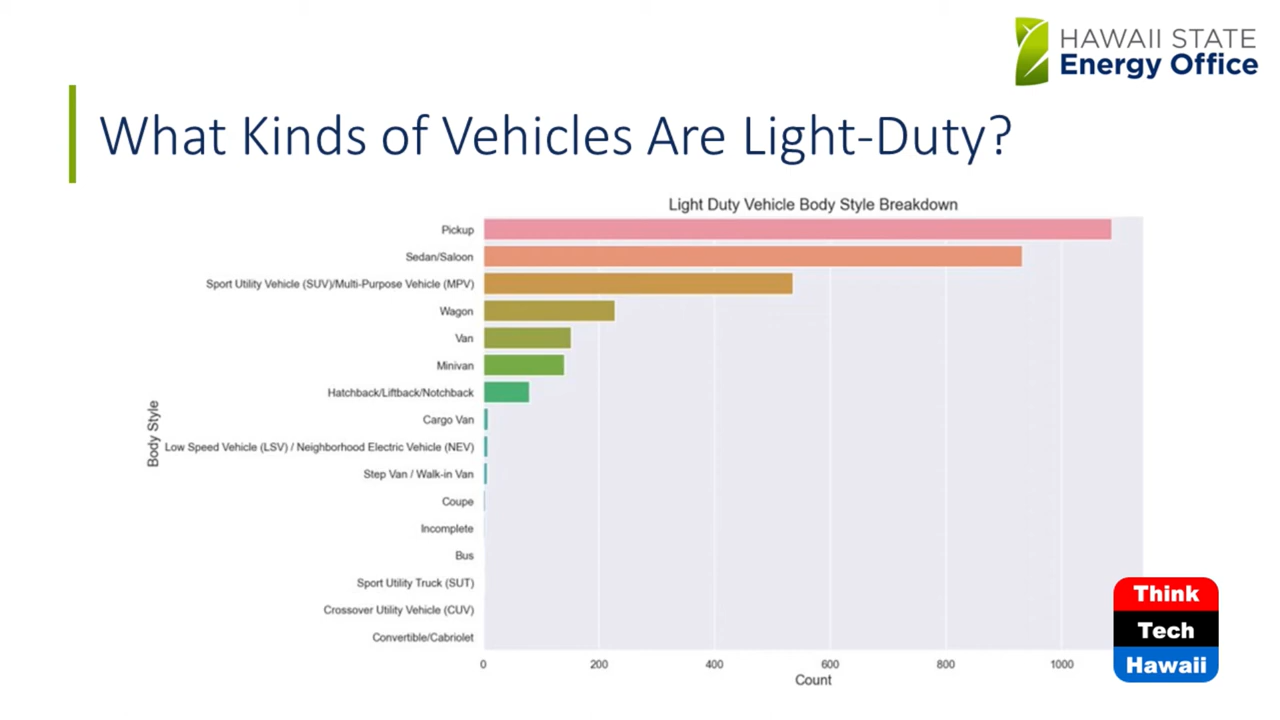 HAWAII STATE
Energy Office
What Kinds of Vehicles Are Light-Duty?
Light Duty Vehicle Body Style Breakdown
Pickup
Sedan/Saloon
Sport Utility Vehicle (SUV)/Multi-Purpose Vehicle (MPV)
Wagon
Van
Minivan
Hatchback/Liftback/Notchback
Cargo Van
Low Speed Vehicle (LSV) / Neighborhood Electric Vehicle (NEV)
Step Van / Walk-in Van
Coupe
Incomplete
Bus
Sport Utility Truck (SUT)
Crossover Utility Vehicle (CUV)
Convertible/Cabriolet
Body Style
0 200 400 600 800 1000
Count
Think
Tech
Hawaii